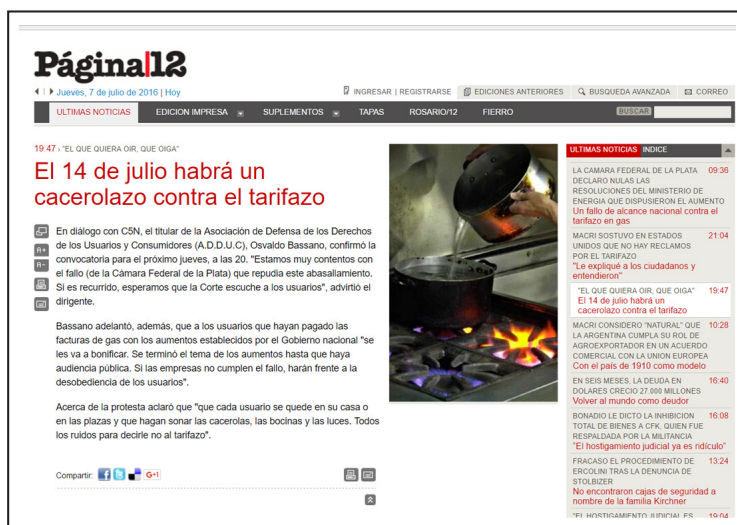 Página|12
Jueves, 7 de julio de 2016 | Hoy
INGRESAR | REGISTRARSE
EDICIONES ANTERIORES
BUSQUEDA AVANZADA
CORREO
ULTIMAS NOTICIAS
EDICION IMPRESA
SUPLEMENTOS
TAPAS
ROSARIO/12
FIERRO
BUSCAR
19:47 › "EL QUE QUIERA OIR, QUE OIGA"
El 14 de julio habrá un
cacerolazo contra el tarifazo
A+
A-
En diálogo con C5N, el titular de la Asociación de Defensa de los Derechos
de los Usuarios y Consumidores (A.D.D.U.C), Osvaldo Bassano, confirmó la
convocatoria para el próximo jueves, a las 20. "Estamos muy contentos con
el fallo (de la Cámara Federal de la Plata) que repudia este abasallamiento.
Si es recurrido, esperamos que la Corte escuche a los usuarios", advirtió el
dirigente.
Bassano adelantó, además, que a los usuarios que hayan pagado las
facturas de gas con los aumentos establecidos por el Gobierno nacional "se
les va a bonificar. Se terminó el tema de los aumentos hasta que haya
audiencia pública. Si las empresas no cumplen el fallo, harán frente a la
desobediencia de los usuarios".
Acerca de la protesta aclaró que "que cada usuario se quede en su casa o
en las plazas y que hagan sonar las cacerolas, las bocinas y las luces. Todos
los ruidos para decirle no al tarifazo".
Compartir:
G+1
ULTIMAS NOTICIAS INDICE
LA CAMARA FEDERAL DE LA PLATA 09:36
DECLARO NULAS LAS
RESOLUCIONES DEL MINISTERIO DE
ENERGIA QUE DISPUSIERON EL AUMENTO
Un fallo de alcance nacional contra el
tarifazo en gas
MACRI SOSTUVO EN ESTADOS 21:04
UNIDOS QUE NO HAY RECLAMOS
POR EL TARIFAZO
"Le expliqué a los ciudadanos y
entendieron"
"EL QUE QUIERA OIR, QUE OIGA" 19:47
El 14 de julio habrá un
cacerolazo contra el tarifazo
MACRI CONSIDERO "NATURAL" QUE 10:28
LA ARGENTINA CUMPLA SU ROL DE
AGROEXPORTADOR EN UN ACUERDO
COMERCIAL CON LA UNION EUROPEA
Con el país de 1910 como modelo
EN SEIS MESES, LA DEUDA EN 16:40
DOLARES CRECIO 27.000 MILLONES
Volver al mundo como deudor
BONADIO LE DICTO LA INHIBICION 16:08
TOTAL DE BIENES A CFK, QUIEN FUE
RESPALDADA POR LA MILITANCIA
"El hostigamiento judicial ya es ridículo"
FRACASO EL PROCEDIMIENTO DE 13:24
ERCOLINI TRAS LA DENUNCIA DE
STOLBIZER
No encontraron cajas de seguridad a
nombre de la familia Kirchner
"EL HOSTIGAMIENTO JUDICIAL ES 19:04